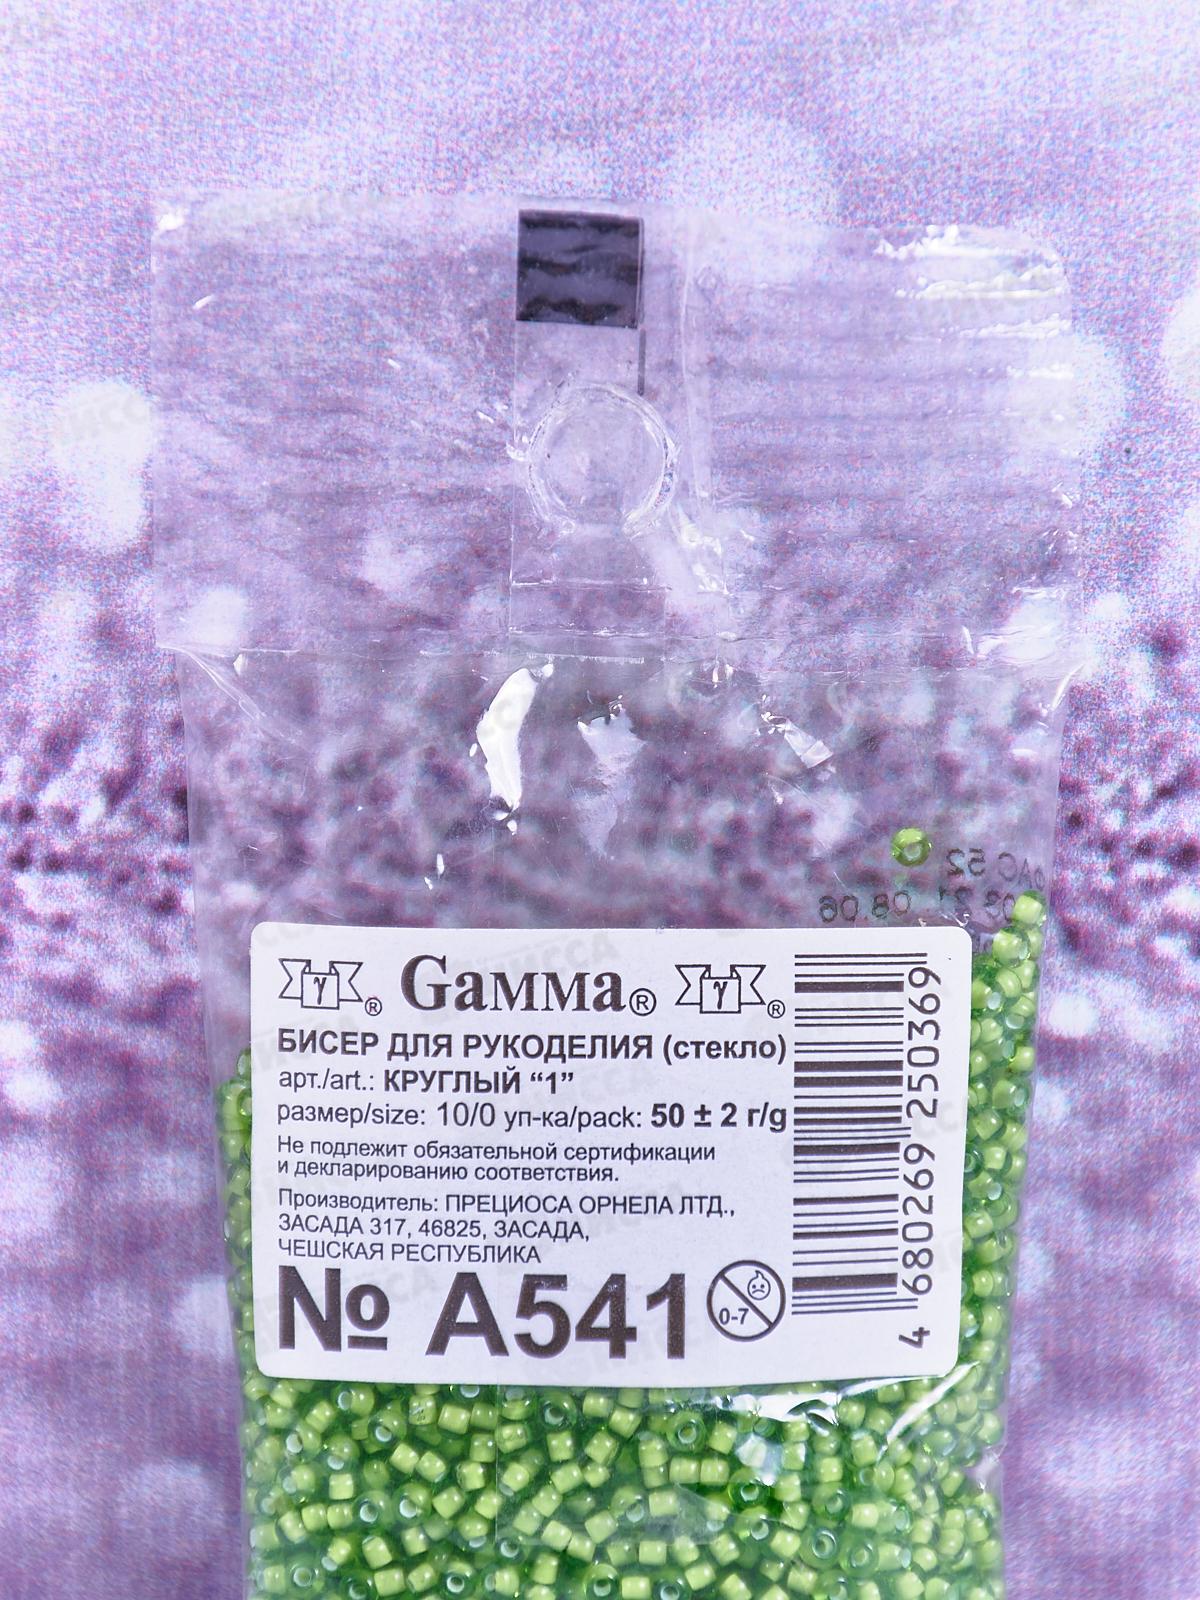 Gamma®
БИСЕР ДЛЯ РУКОДЕЛИЯ (стекло)
арт./art.: КРУГЛЫЙ “1”
размер/size: 10/0 уп-ка/pack: 50 ± 2 г/g
Не подлежит обязательной сертификации
и декларированию соответствия.
Производитель: ПРЕЦИОСА ОРНЕЛА ЛТД.,
ЗАСАДА 317, 46825, ЗАСАДА,
ЧЕШСКАЯ РЕСПУБЛИКА
№ А541
0-7
4 680269 250369